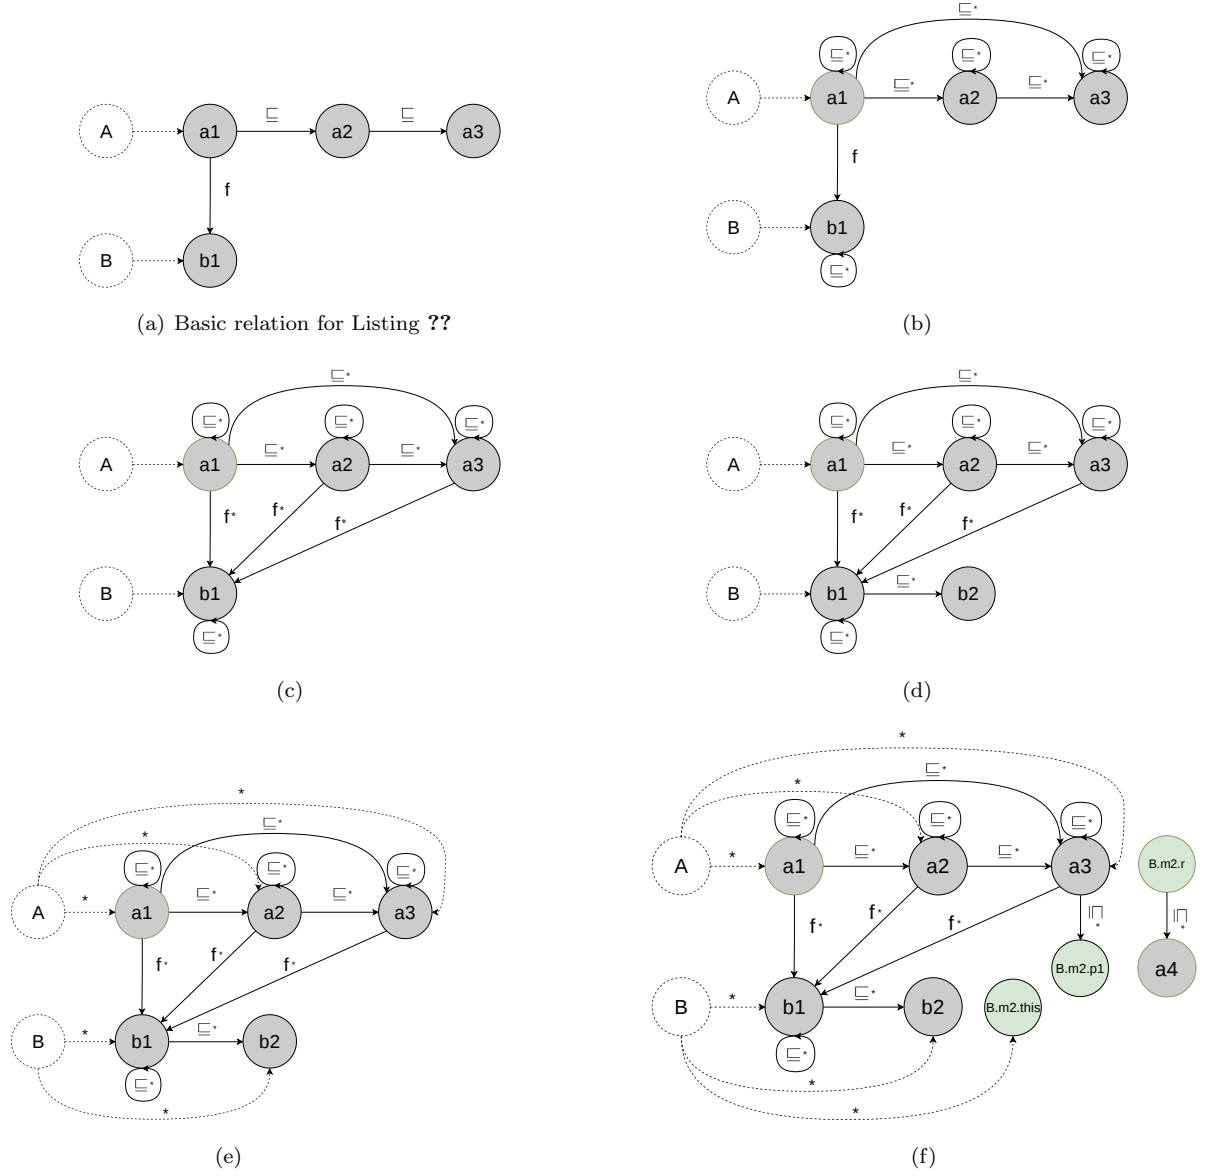 A
a1
⊑
a2
⊑
a3
f
B
b1
(a) Basic relation for Listing ??
⊑*
⊑*
⊑*
⊑*
A
a1
⊑*
a2
⊑*
a3
f
B
b1
⊑*
(b)
⊑*
⊑*
⊑*
⊑*
A
a1
⊑*
a2
⊑*
a3
f*
f*
f*
B
b1
⊑*
(c)
⊑*
⊑*
⊑*
⊑*
A
a1
⊑*
a2
⊑*
a3
f*
f*
f*
B
b1
⊑*
b2
⊑*
(d)
*
*
⊑*
⊑*
⊑*
⊑*
A
*
a1
⊑*
a2
⊑*
a3
f*
f*
f*
B
*
b1
⊑*
b2
⊑*
*
(e)
*
*
⊑*
⊑*
⊑*
⊑*
A
*
a1
⊑*
a2
⊑*
a3
B.m2.r
f*
f*
f*
⊑*
⊑*
B.m2.p1
a4
B
*
b1
⊑*
b2
B.m2.this
⊑*
*
*
(f)